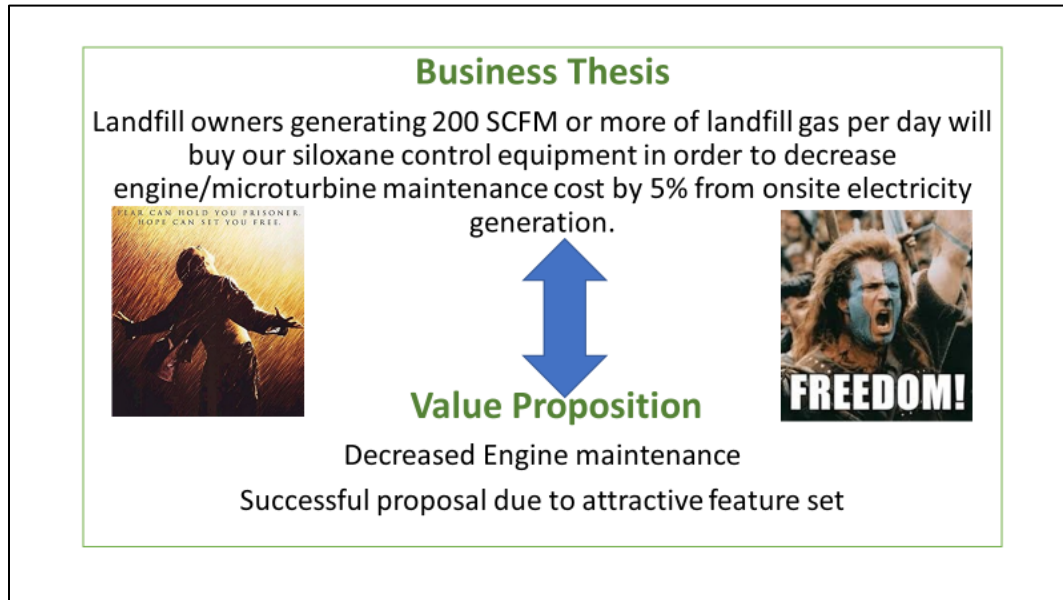 Business Thesis
Landfill owners generating 200 SCFM or more of landfill gas per day will
buy our siloxane control equipment in order to decrease
engine/microturbine maintenance cost by 5% from onsite electricity
generation.
FEAR CAN HOLD YOU PRISONER.
HOPE CAN SET YOU FREE.
FREEDOM!
Value Proposition
Decreased Engine maintenance
Successful proposal due to attractive feature set